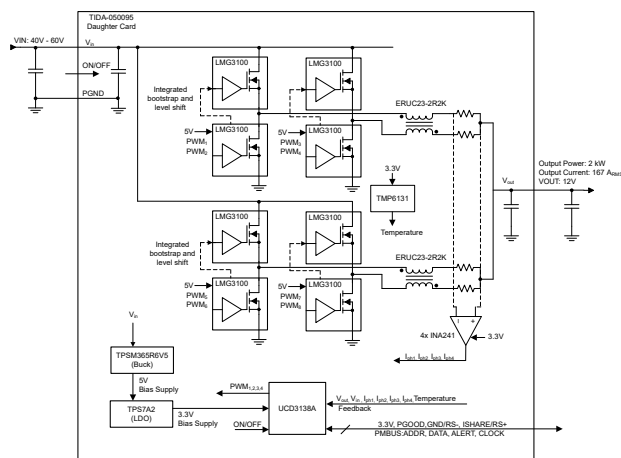 TIDA-050095
Daughter Card
VIN: 40V - 60V
Vin
ON/OFF
PGND
LMG3100
LMG3100
Integrated
bootstrap and
level shift
LMG3100
LMG3100
5V
PWM1
PWM2
5V
PWM3
PWM4
ERUC23-2R2K
3.3V
TMP6131
Temperature
Vout
Output Power: 2 kW
Output Current: 167 ARMS
VOUT: 12V
LMG3100
LMG3100
Integrated
bootstrap and
level shift
LMG3100
LMG3100
5V
PWM5
PWM6
5V
PWM7
PWM8
ERUC23-2R2K
- +
4x INA241
3.3V
Iph1, Iph2, Iph3, Iph4
Vin
TPSM365R6V5
(Buck)
5V
Bias Supply
TPS7A2
(LDO)
3.3V
Bias Supply
PWM1,2,3,4
ON/OFF
UCD3138A
Vout, Vin, Iph1, Iph2, Iph3, Iph4,Temperature
Feedback
3.3V, PGOOD,GND/RS-, ISHARE/RS+
PMBUS:ADDR, DATA, ALERT, CLOCK